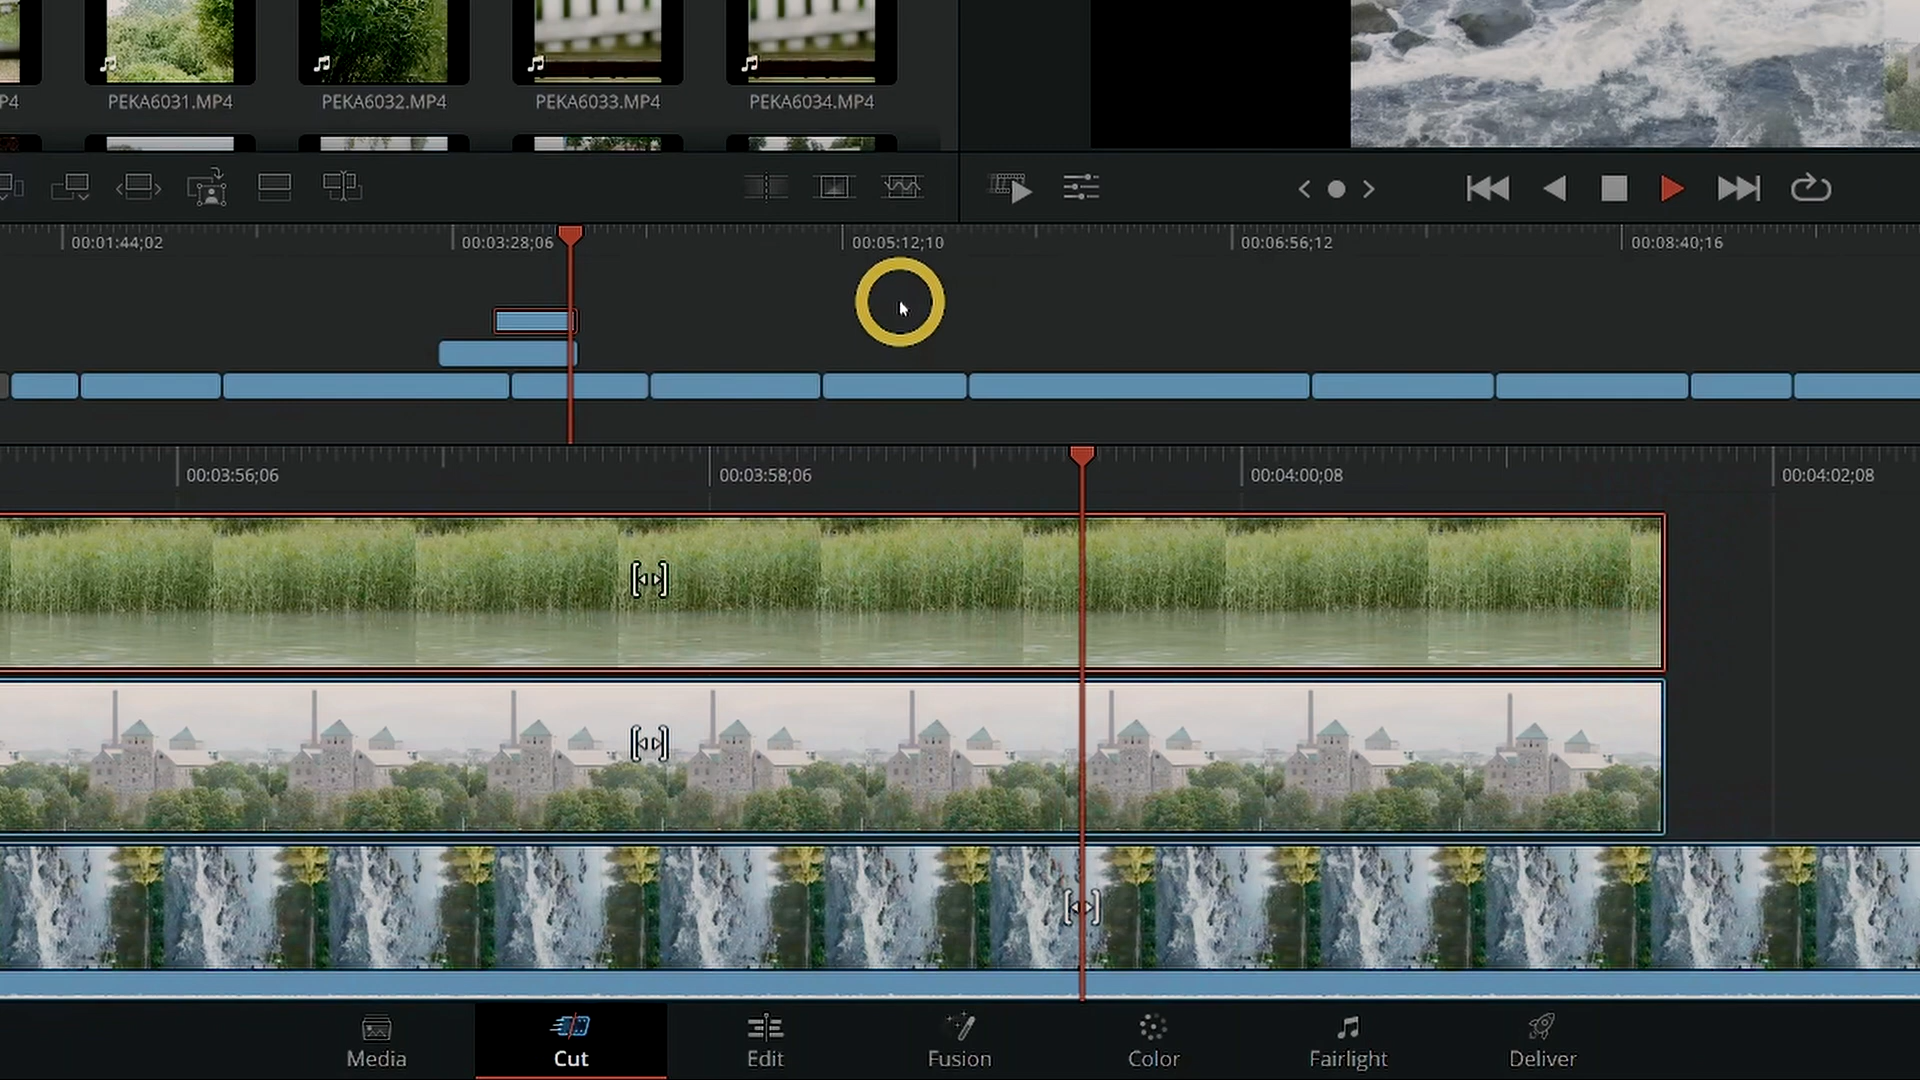 P4
PEKA6031.MP4
PEKA6032.MP4
PEKA6033.MP4
PEKA6034.MP4
00:01:44;02
00:03:28;06
00:05:12;10
00:06:56;12
00:08:40;16
00:03:56;06
00:03:58;06
00:04:00;08
00:04:02;08
Media
Cut
Edit
Fusion
Color
Fairlight
Deliver